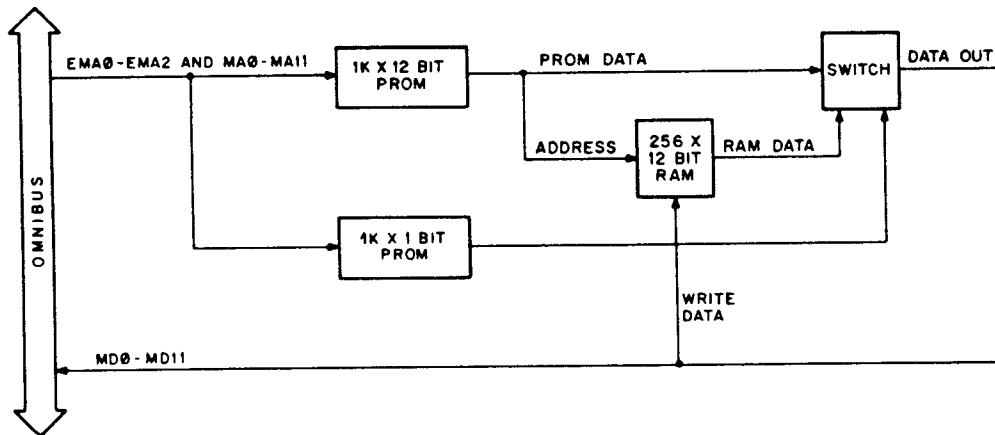 EMA0-EMA2 AND MA0-MA11
1K X 12 BIT
PROM
PROM DATA
SWITCH
DATA OUT
ADDRESS
256 X
12 BIT
RAM
RAM DATA
OMNIBUS
1K X 1 BIT
PROM
WRITE
DATA
MD0-MD11